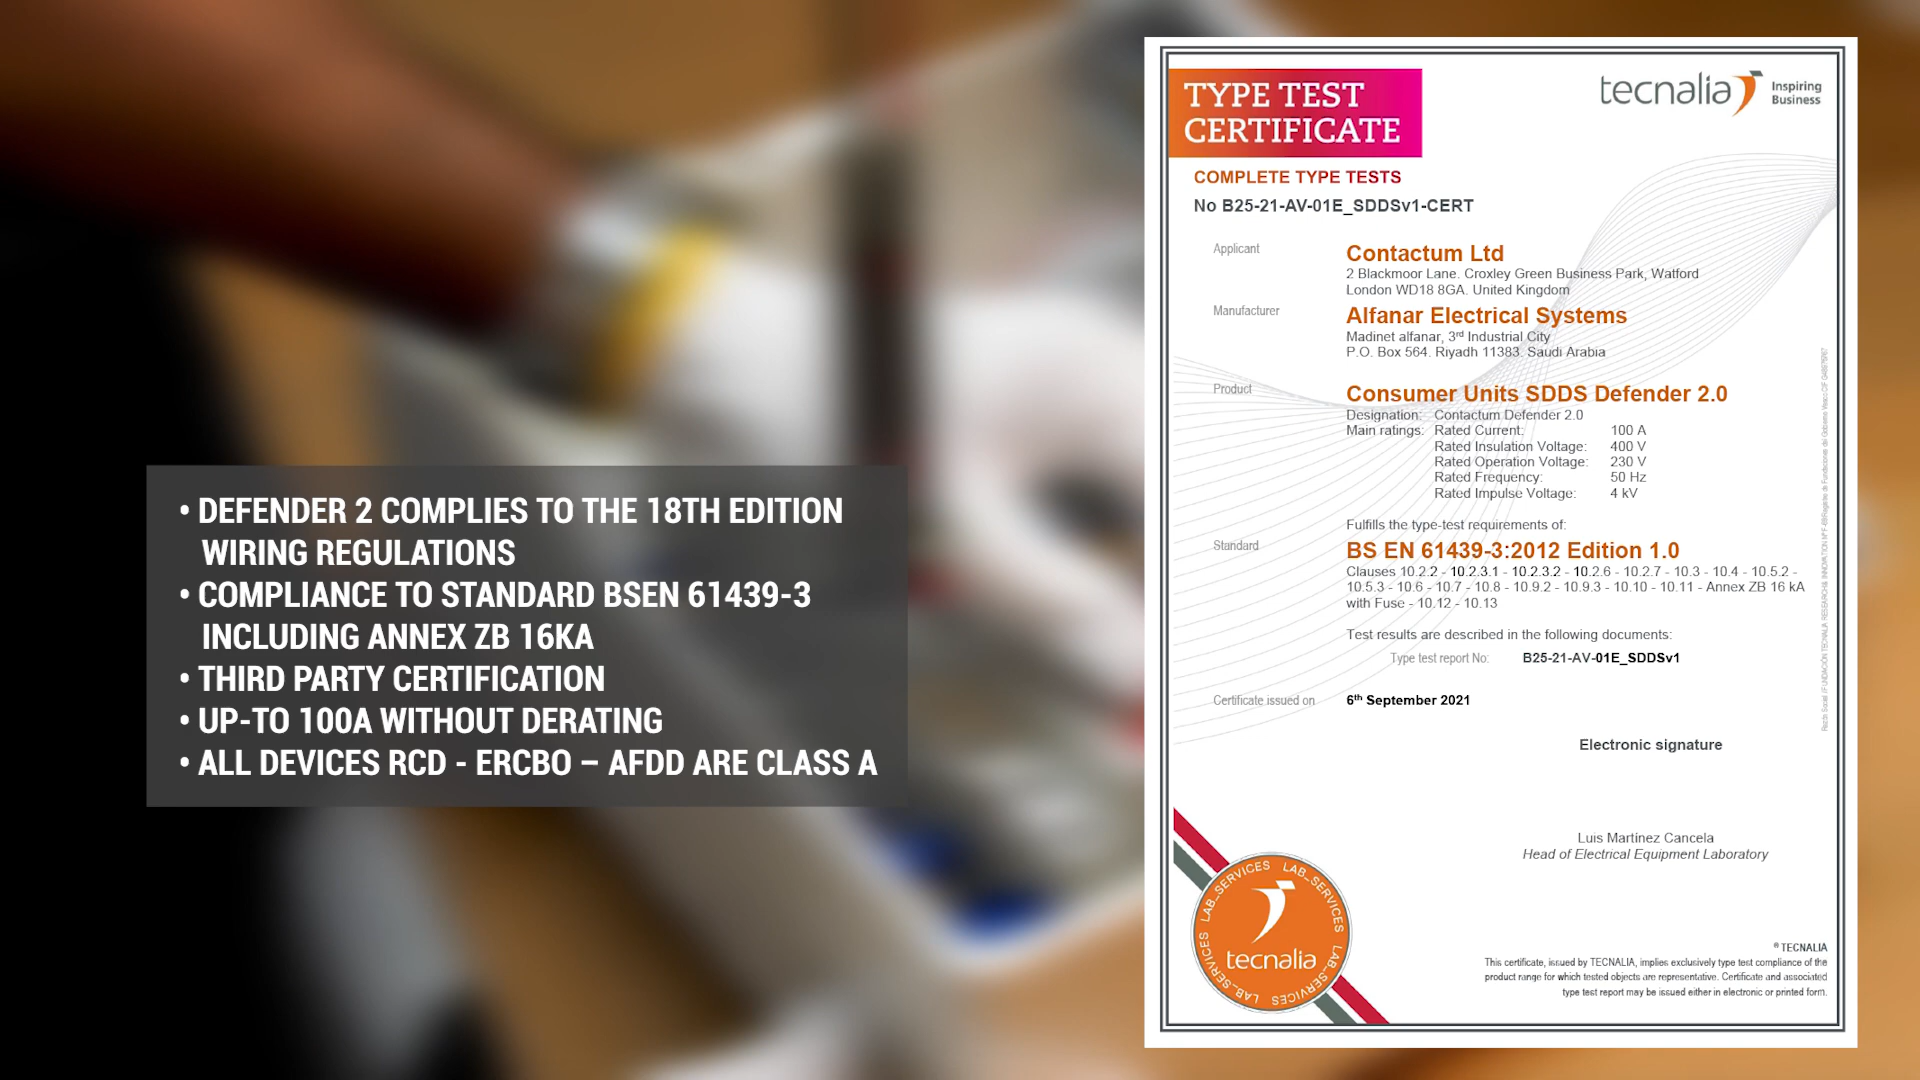 • DEFENDER 2 COMPLIES TO THE 18TH EDITION
WIRING REGULATIONS
• COMPLIANCE TO STANDARD BSEN 61439-3
INCLUDING ANNEX ZB 16KA
• THIRD PARTY CERTIFICATION
• UP-TO 100A WITHOUT DERATING
• ALL DEVICES RCD - ERCBO – AFDD ARE CLASS A
TYPE TEST
CERTIFICATE
tecnalia Inspiring
Business
COMPLETE TYPE TESTS
No B25-21-AV-01E_SDDSv1-CERT
Applicant
Contactum Ltd
2 Blackmoor Lane. Croxley Green Business Park, Watford
London WD18 8GA. United Kingdom
Manufacturer
Alfanar Electrical Systems
Madinet alfanar, 3rd Industrial City
P.O. Box 564. Riyadh 11383. Saudi Arabia
Product
Consumer Units SDDS Defender 2.0
Designation: Contactum Defender 2.0
Main ratings: Rated Current: 100 A
Rated Insulation Voltage: 400 V
Rated Operation Voltage: 230 V
Rated Frequency: 50 Hz
Rated Impulse Voltage: 4 kV
Fulfills the type-test requirements of:
Standard
BS EN 61439-3:2012 Edition 1.0
Clauses 10.2.2 - 10.2.3.1 - 10.2.3.2 - 10.2.6 - 10.2.7 - 10.3 - 10.4 - 10.5.2 -
10.5.3 - 10.6 - 10.7 - 10.8 - 10.9.2 - 10.9.3 - 10.10 - 10.11 - Annex ZB 16 kA
with Fuse - 10.12 - 10.13
Test results are described in the following documents:
Type test report No: B25-21-AV-01E_SDDSv1
Certificate issued on 6th September 2021
Electronic signature
Luis Martínez Cancela
Head of Electrical Equipment Laboratory
LAB_SERVICES LAB_SERVICES LAB_SERVICES LAB_SERVICES
tecnalia
® TECNALIA
This certificate, issued by TECNALIA, implies exclusively type test compliance of the
product range for which tested objects are representative. Certificate and associated
type test report may be issued either in electronic or printed form.